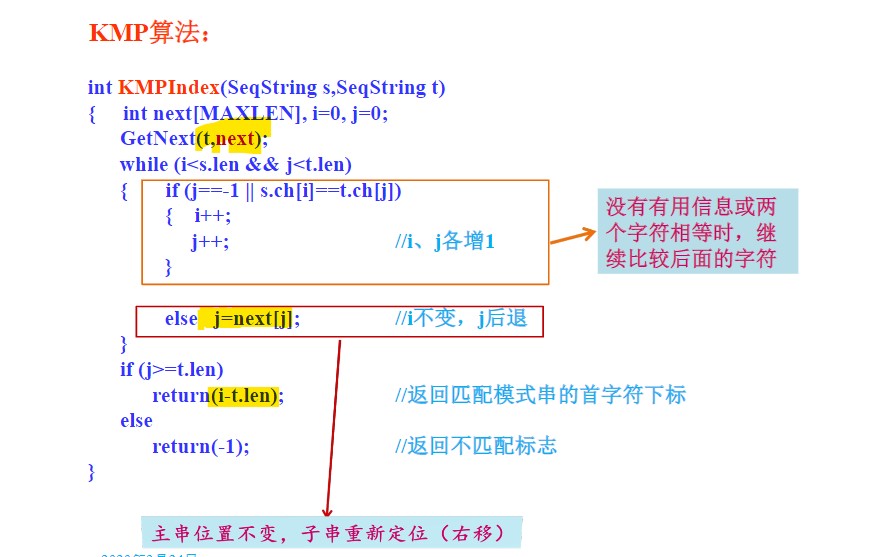 KMP算法：
int KMPIndex(SeqString s,SeqString t)
{ int next[MAXLEN], i=0, j=0;
GetNext(t,next);
while (i<s.len && j<t.len)
{ if (j==-1 || s.ch[i]==t.ch[j])
{ i++;
j++; //i、j各增1
}
没有有用信息或两
个字符相等时，继
续比较后面的字符
else j=next[j]; //i不变，j后退
}
if (j>=t.len)
return(i-t.len); //返回匹配模式串的首字符下标
else
return(-1); //返回不匹配标志
}
主串位置不变，子串重新定位（右移）